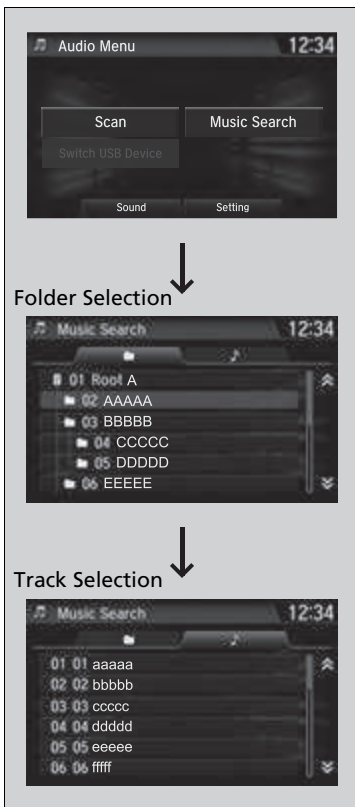 Audio Menu 12:34
Scan Music Search
Switch USB Device
Sound Setting
Folder Selection
Music Search 12:34
01 Root A
02 AAAAA
03 BBBBB
04 CCCCC
05 DDDDD
06 EEEEE
Track Selection
Music Search 12:34
01 01 aaaaa
02 02 bbbbb
03 03 ccccc
04 04 ddddd
05 05 eeeee
06 06 fffff